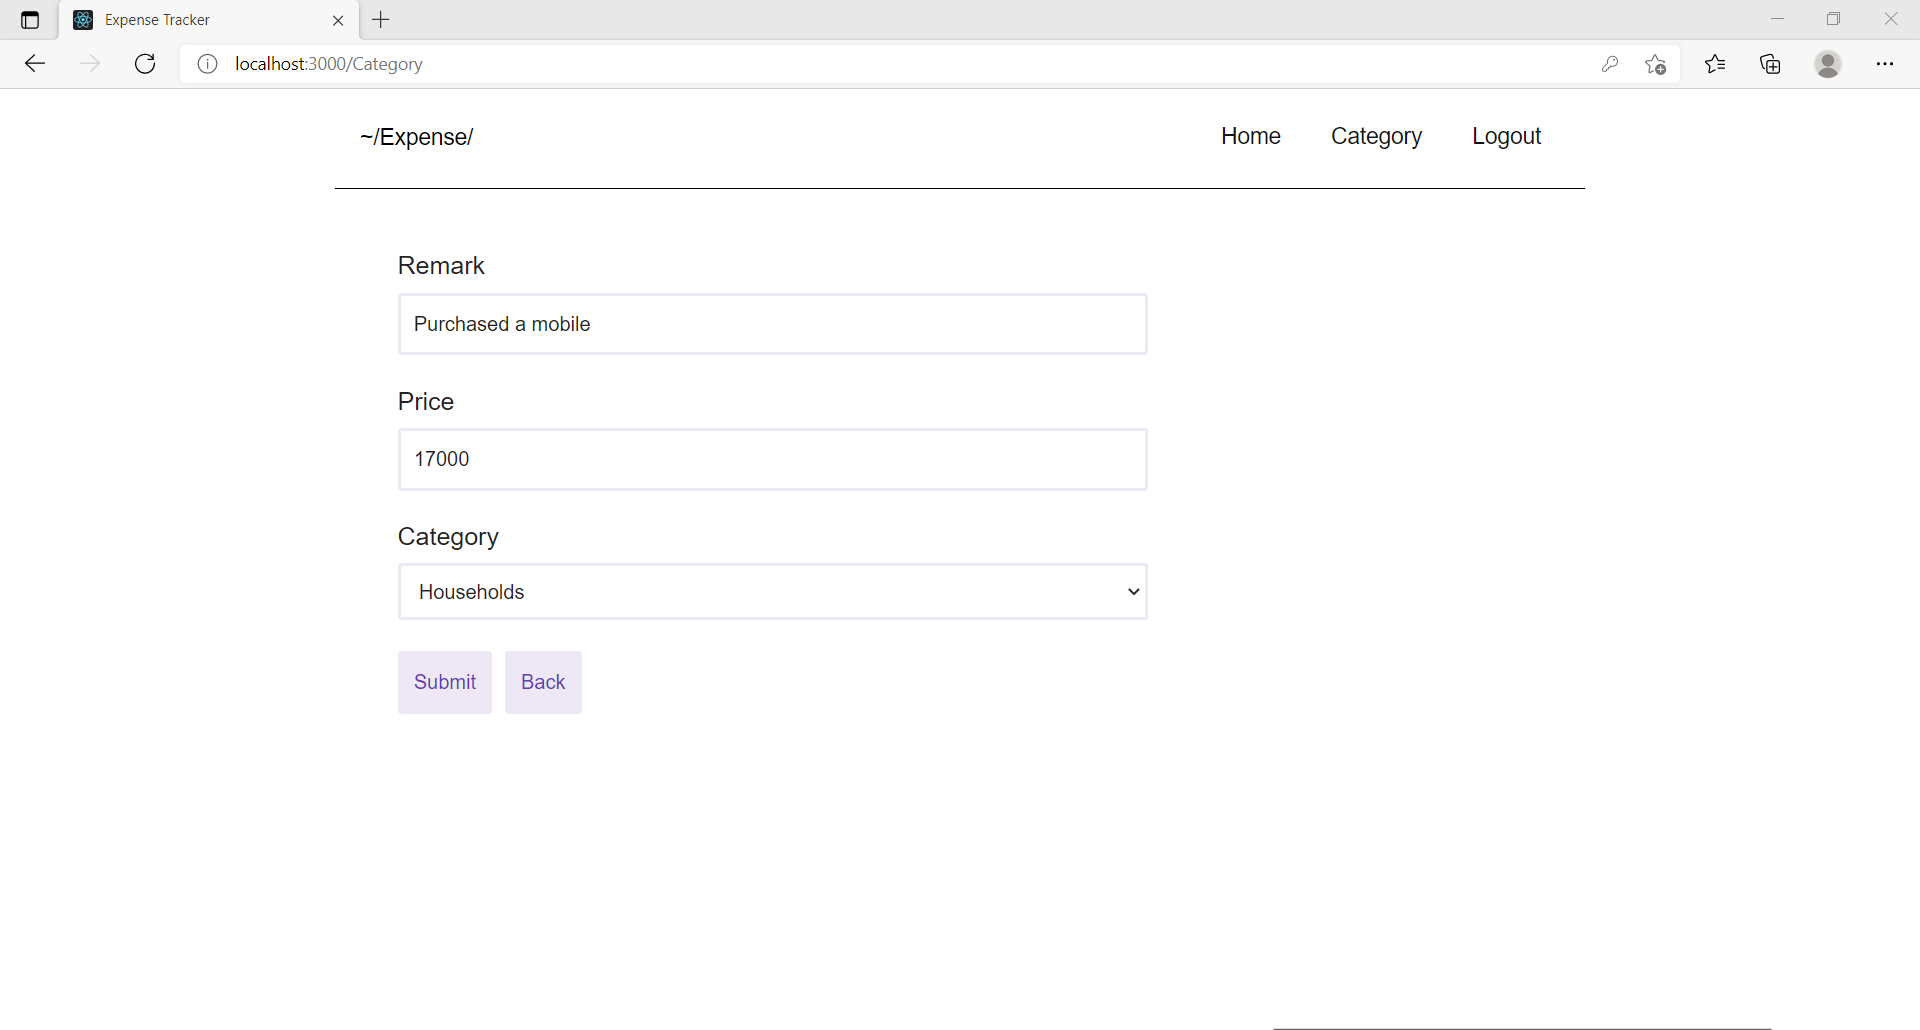 Expense Tracker
localhost:3000/Category
~/Expense/
Home Category Logout
Remark
Purchased a mobile
Price
17000
Category
Households
Submit Back